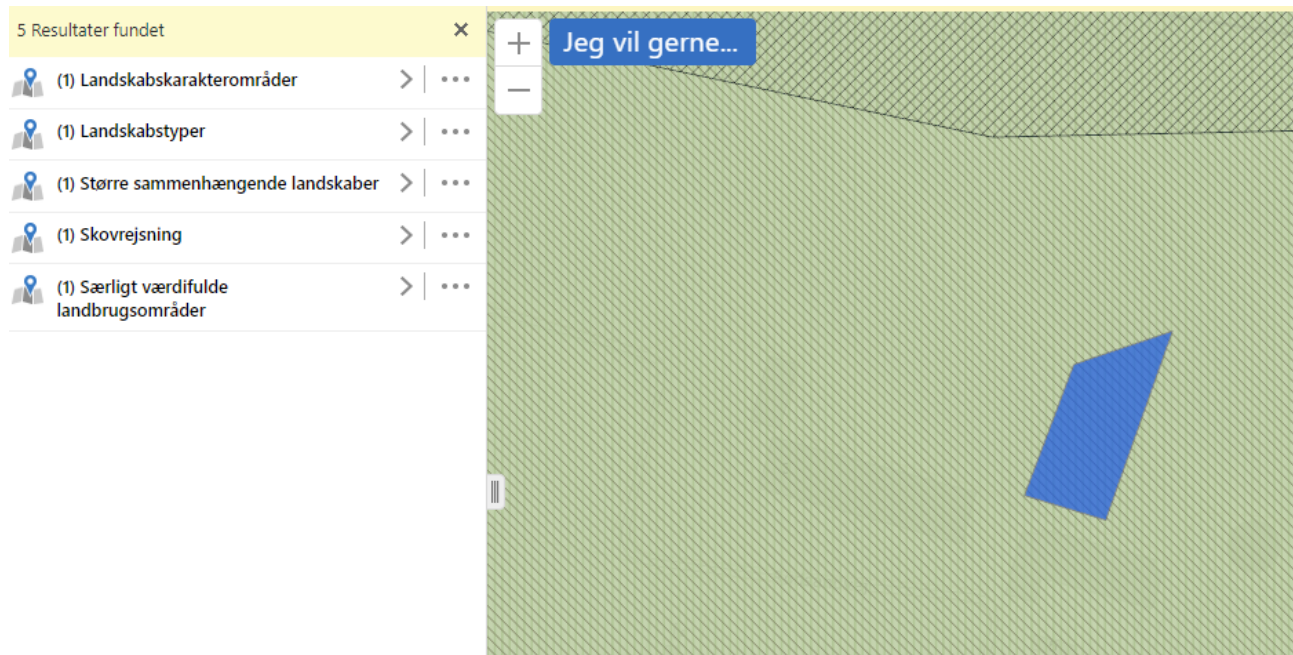 5 Resultater fundet
Jeg vil gerne...
(1) Landskabskarakterområder
(1) Landskabstyper
(1) Større sammenhængende landskaber
(1) Skovrejsning
(1) Særligt værdifulde
landbrugsområder